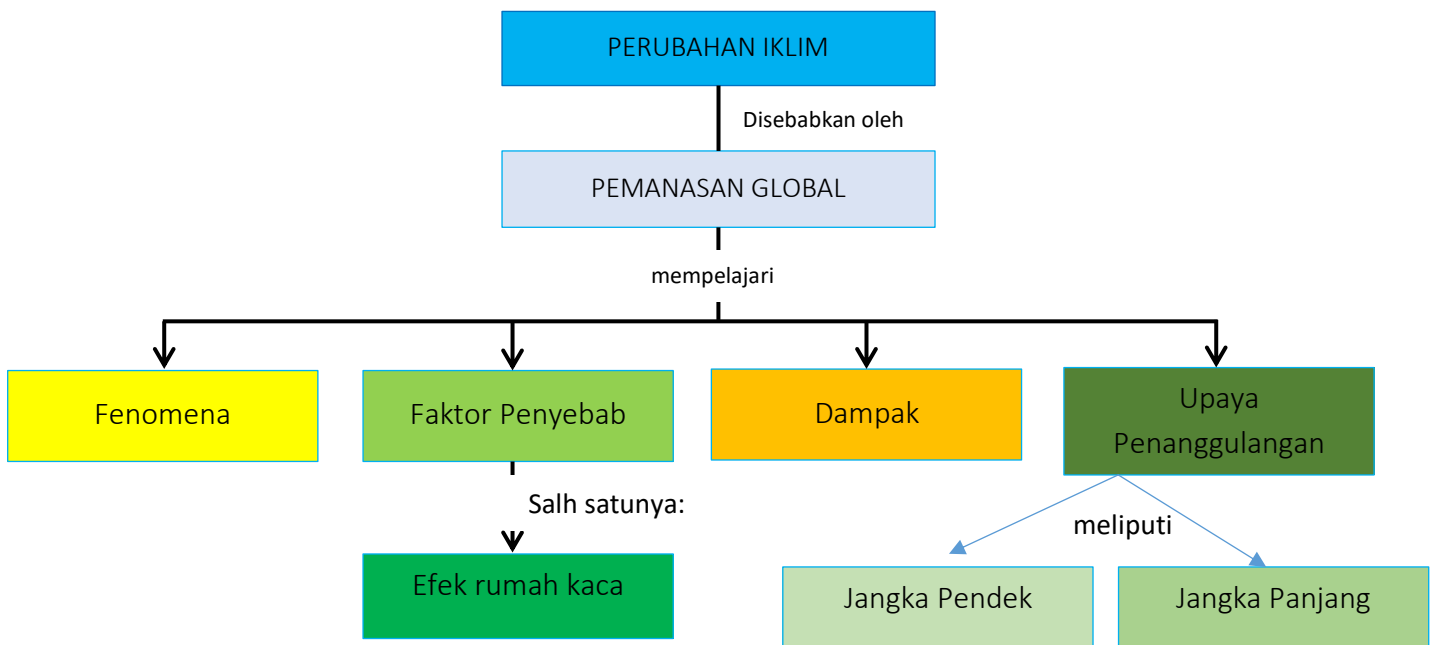 PERUBAHAN IKLIM
Disebabkan oleh
PEMANASAN GLOBAL
mempelajari
Fenomena
Faktor Penyebab
Dampak
Upaya
Penanggulangan
Salh satunya:
meliputi
Efek rumah kaca
Jangka Pendek
Jangka Panjang